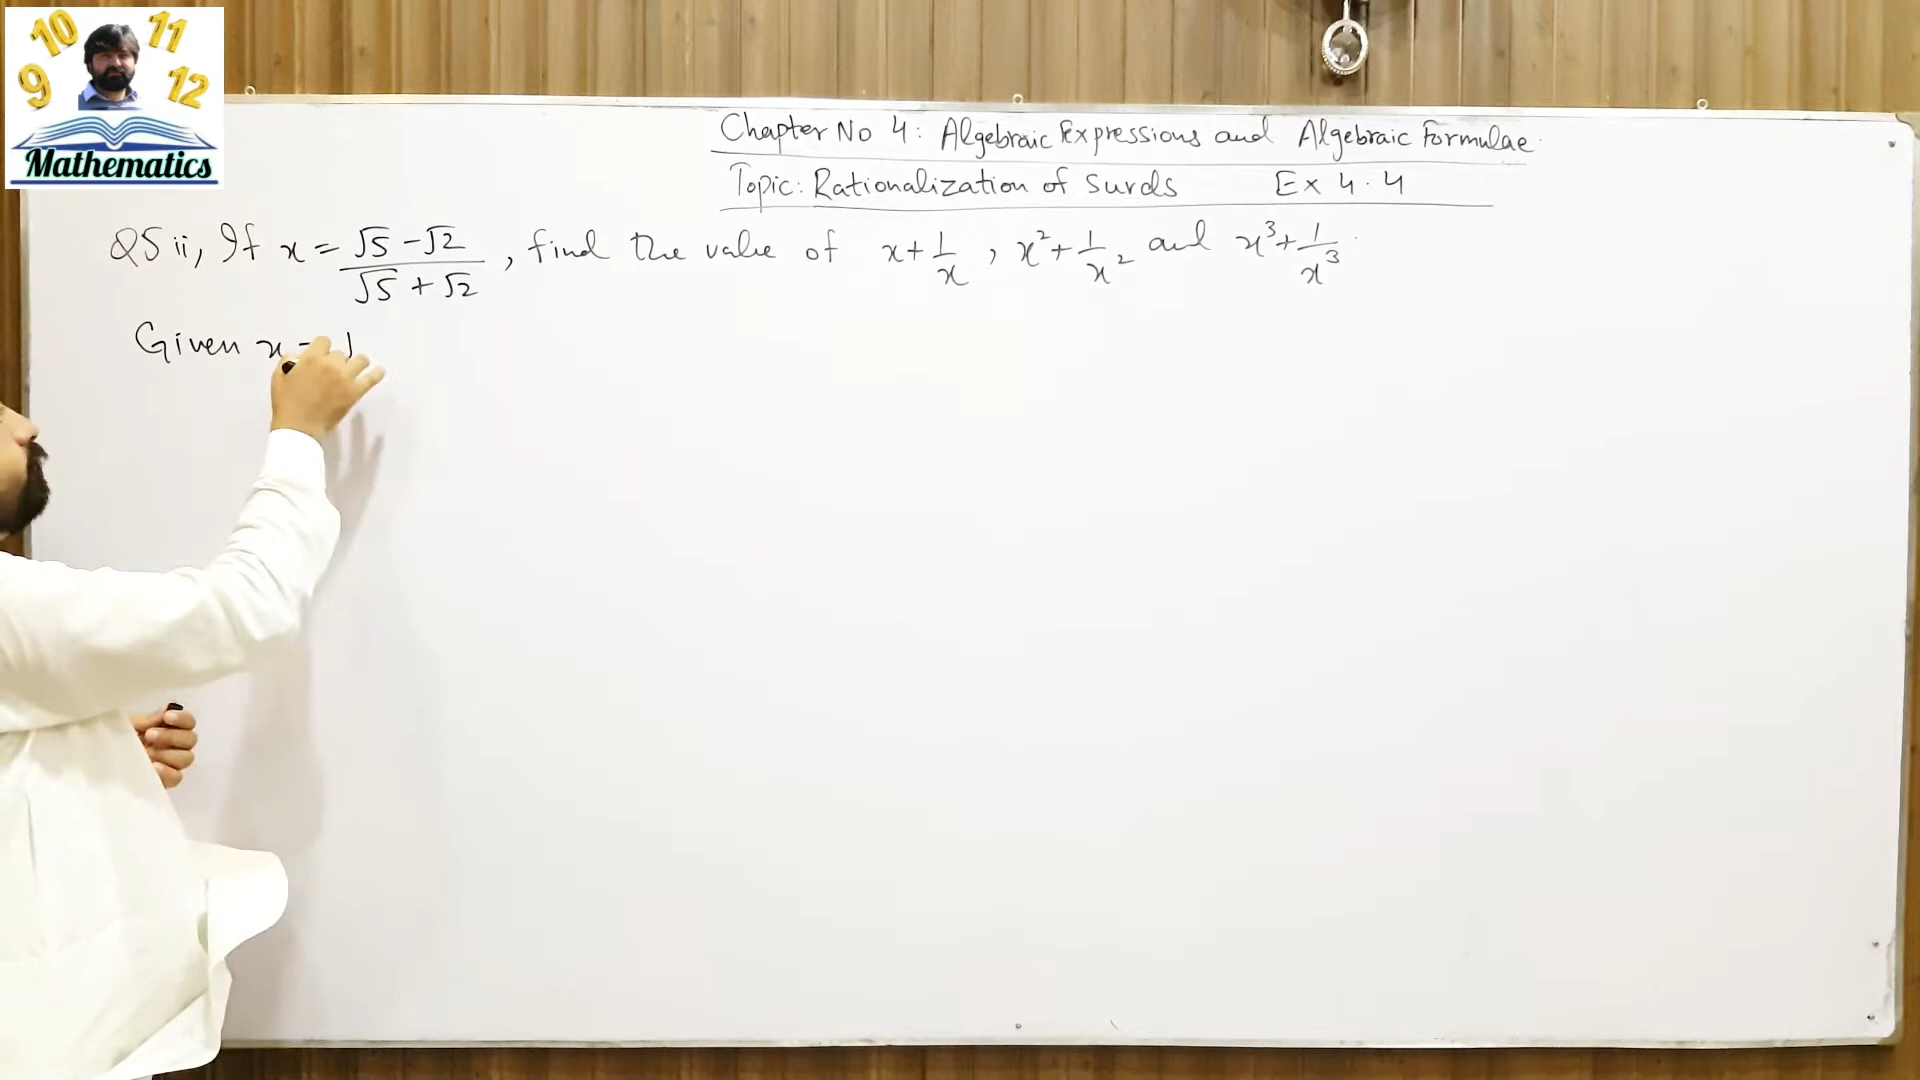 10 11
9 12
Mathematics
Chapter No 4: Algebraic Expressions and Algebraic Formulae.
Topic: Rationalization of Surds Ex 4.4
Q5 ii, If x = √5 - √2 / √5 + √2 , find the value of x + 1/x , x² + 1/x² and x³ + 1/x³.
Given x =